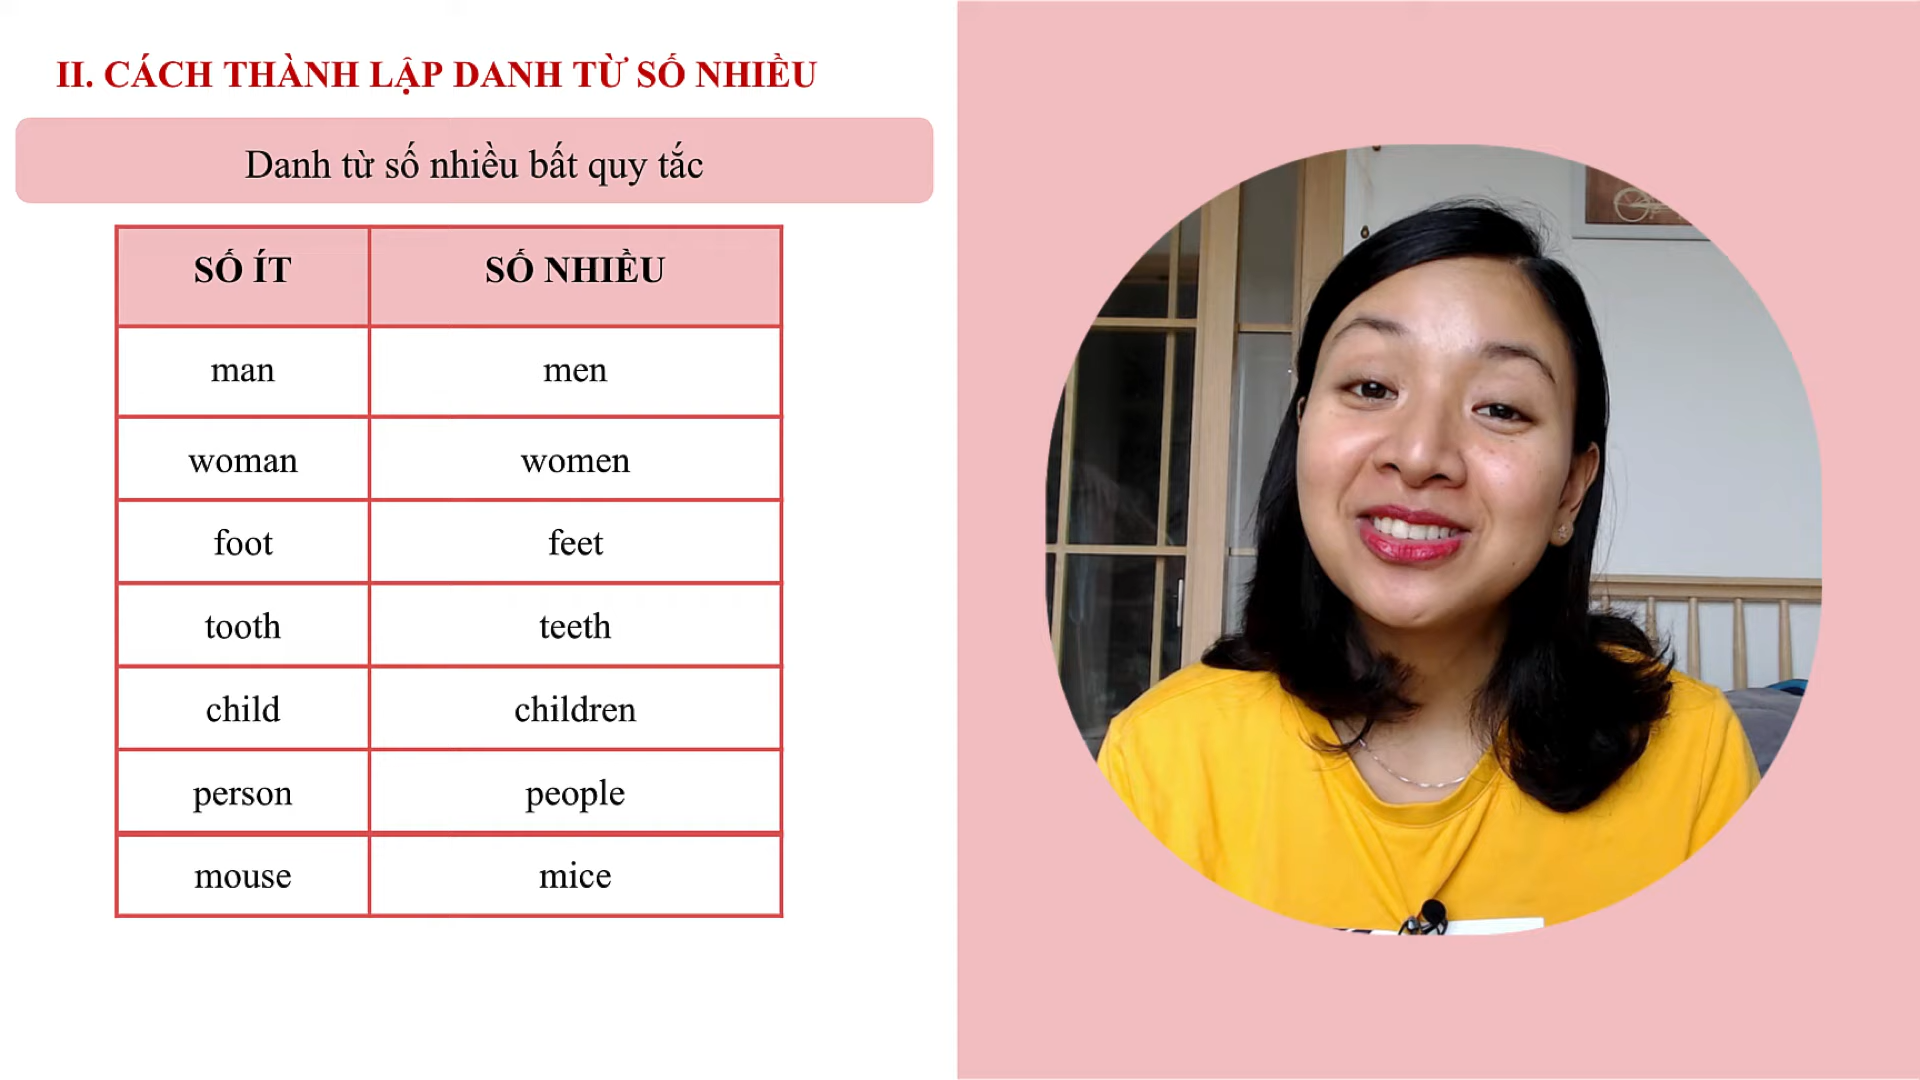 II. CÁCH THÀNH LẬP DANH TỪ SỐ NHIỀU
Danh từ số nhiều bất quy tắc
SỐ ÍT SỐ NHIỀU
man men
woman women
foot feet
tooth teeth
child children
person people
mouse mice